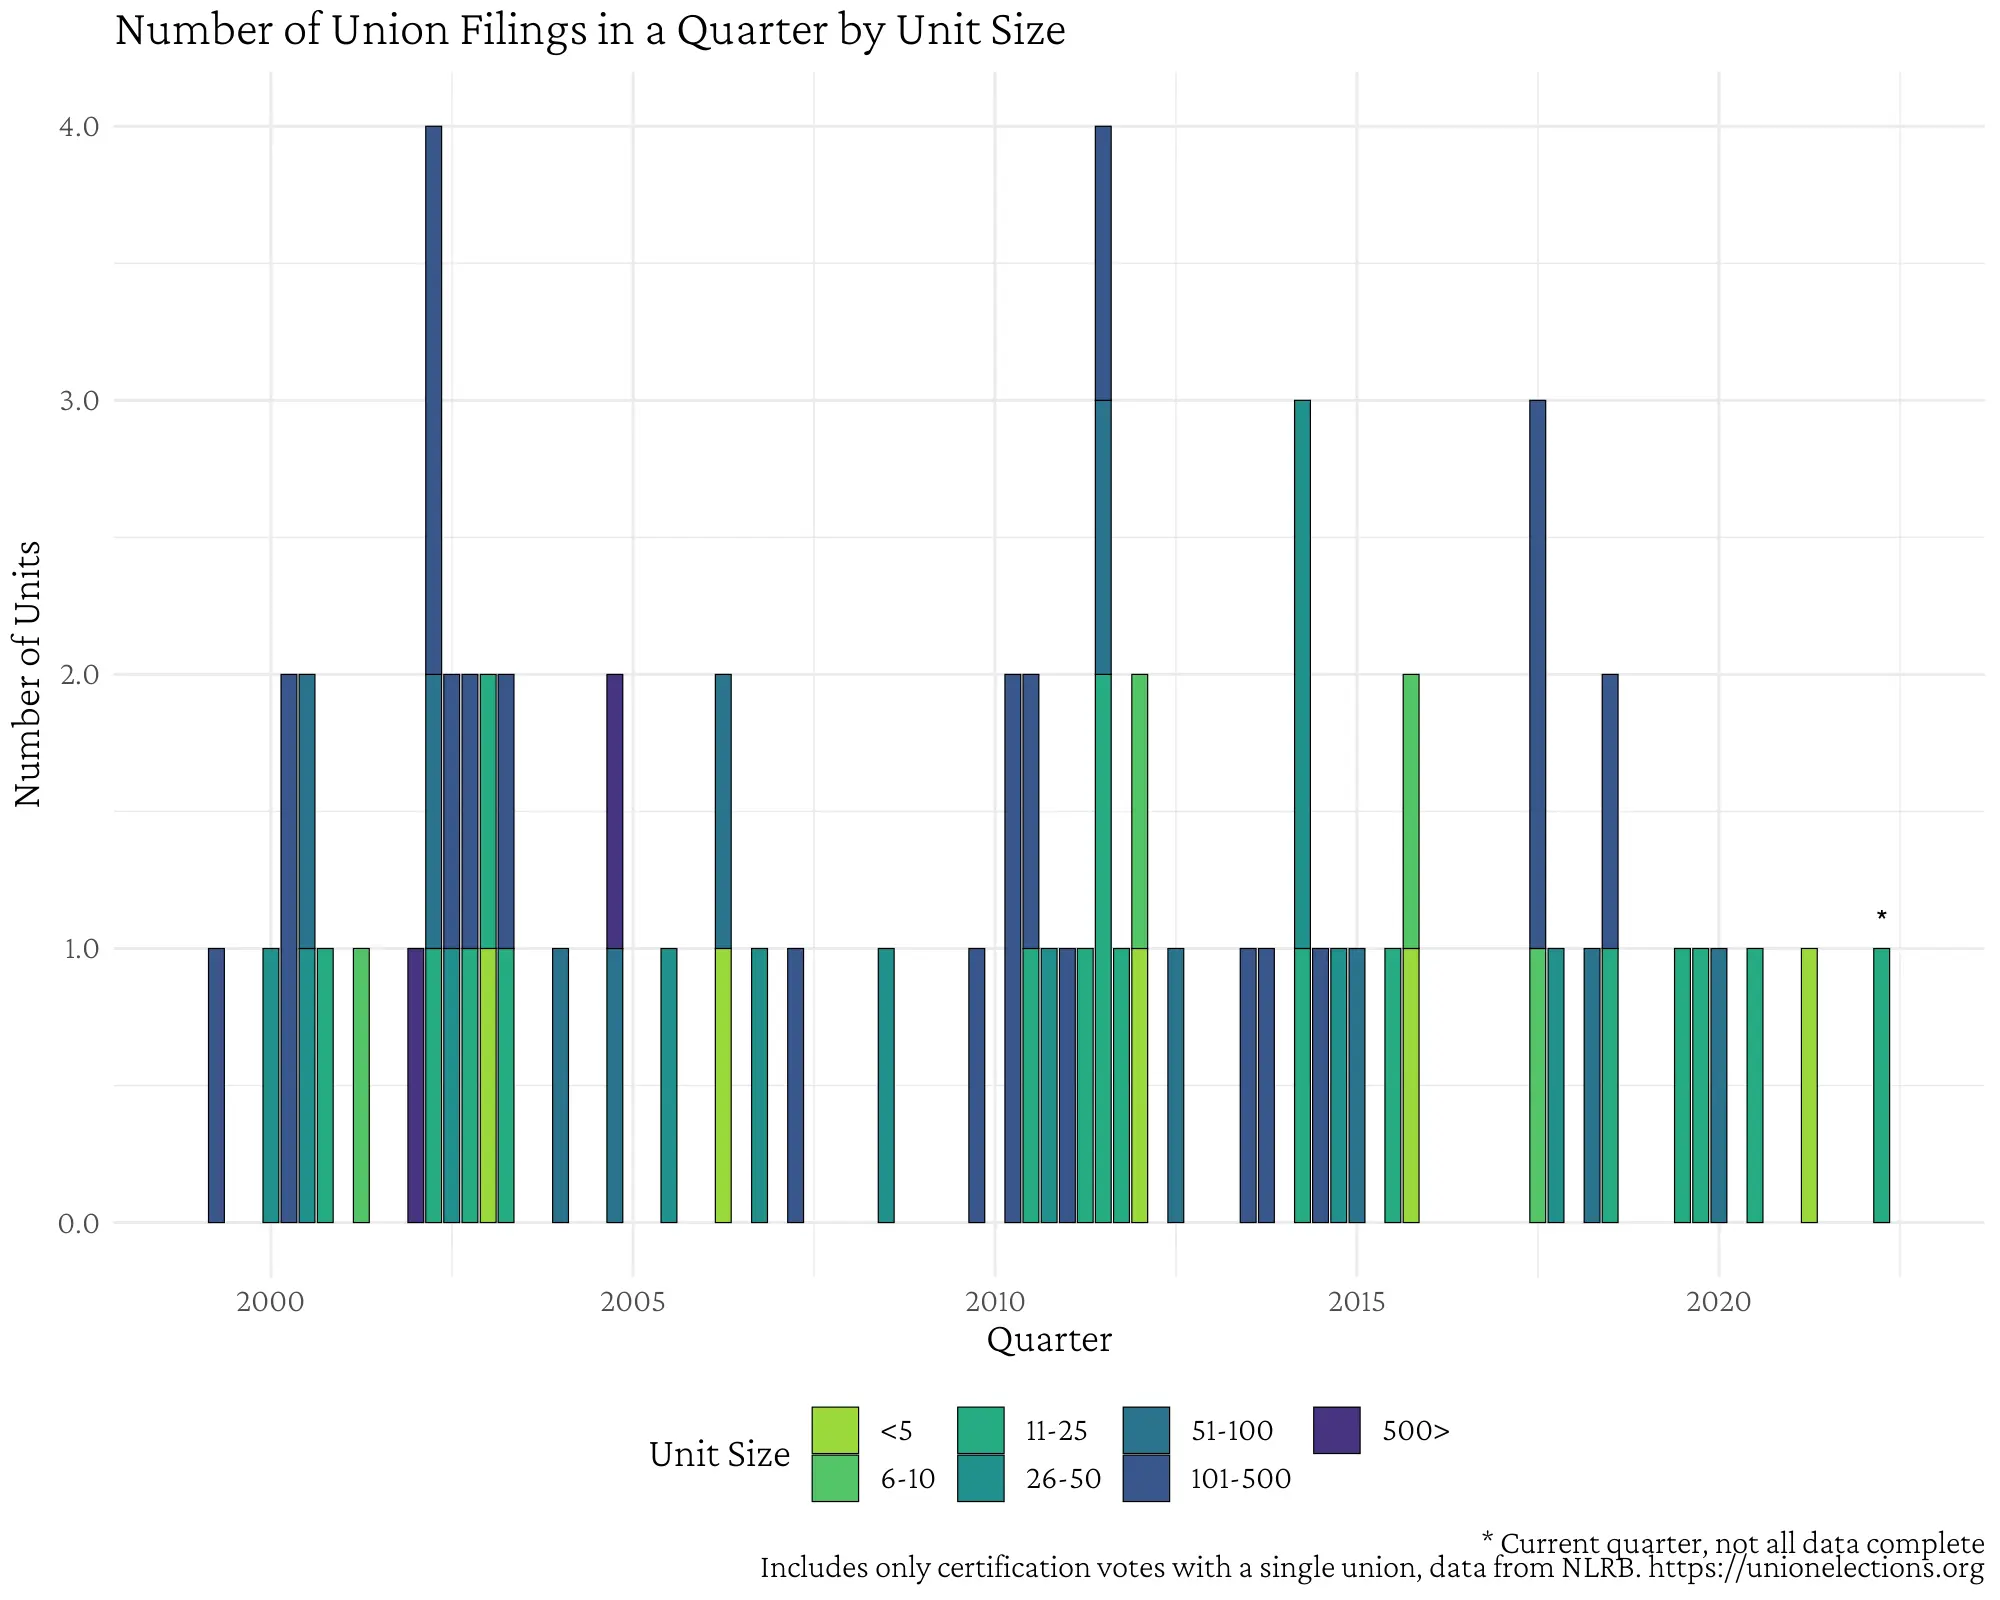 Number of Union Filings in a Quarter by Unit Size
Number of Units
4.0
3.0
2.0
1.0
0.0
*
2000 2005 2010 2015 2020
Quarter
Unit Size
<5 11-25 51-100 500>
6-10 26-50 101-500
* Current quarter, not all data complete
Includes only certification votes with a single union, data from NLRB. https://unionelections.org